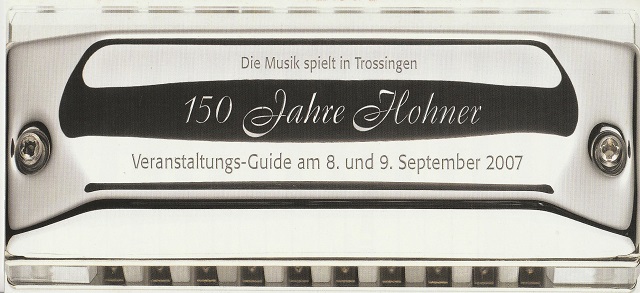 Die Musik spielt in Trossingen
150 Jahre Hohner
Veranstaltungs-Guide am 8. und 9. September 2007